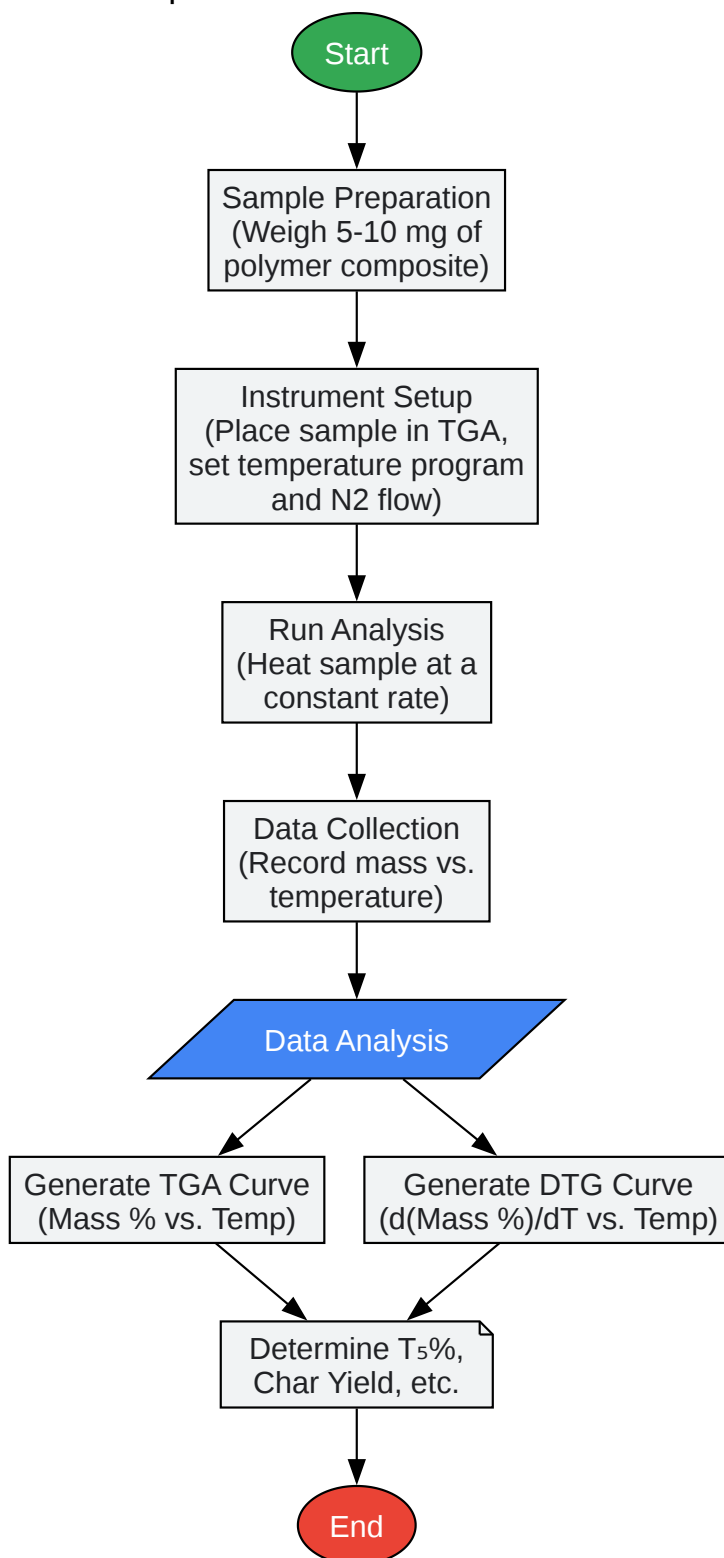 Start
Sample Preparation
(Weigh 5-10 mg of
polymer composite)
Instrument Setup
(Place sample in TGA,
set temperature program
and N2 flow)
Run Analysis
(Heat sample at a
constant rate)
Data Collection
(Record mass vs.
temperature)
Data Analysis
Generate TGA Curve
(Mass % vs. Temp)
Generate DTG Curve
(d(Mass %)/dT vs. Temp)
Determine T₅%,
Char Yield, etc.
End